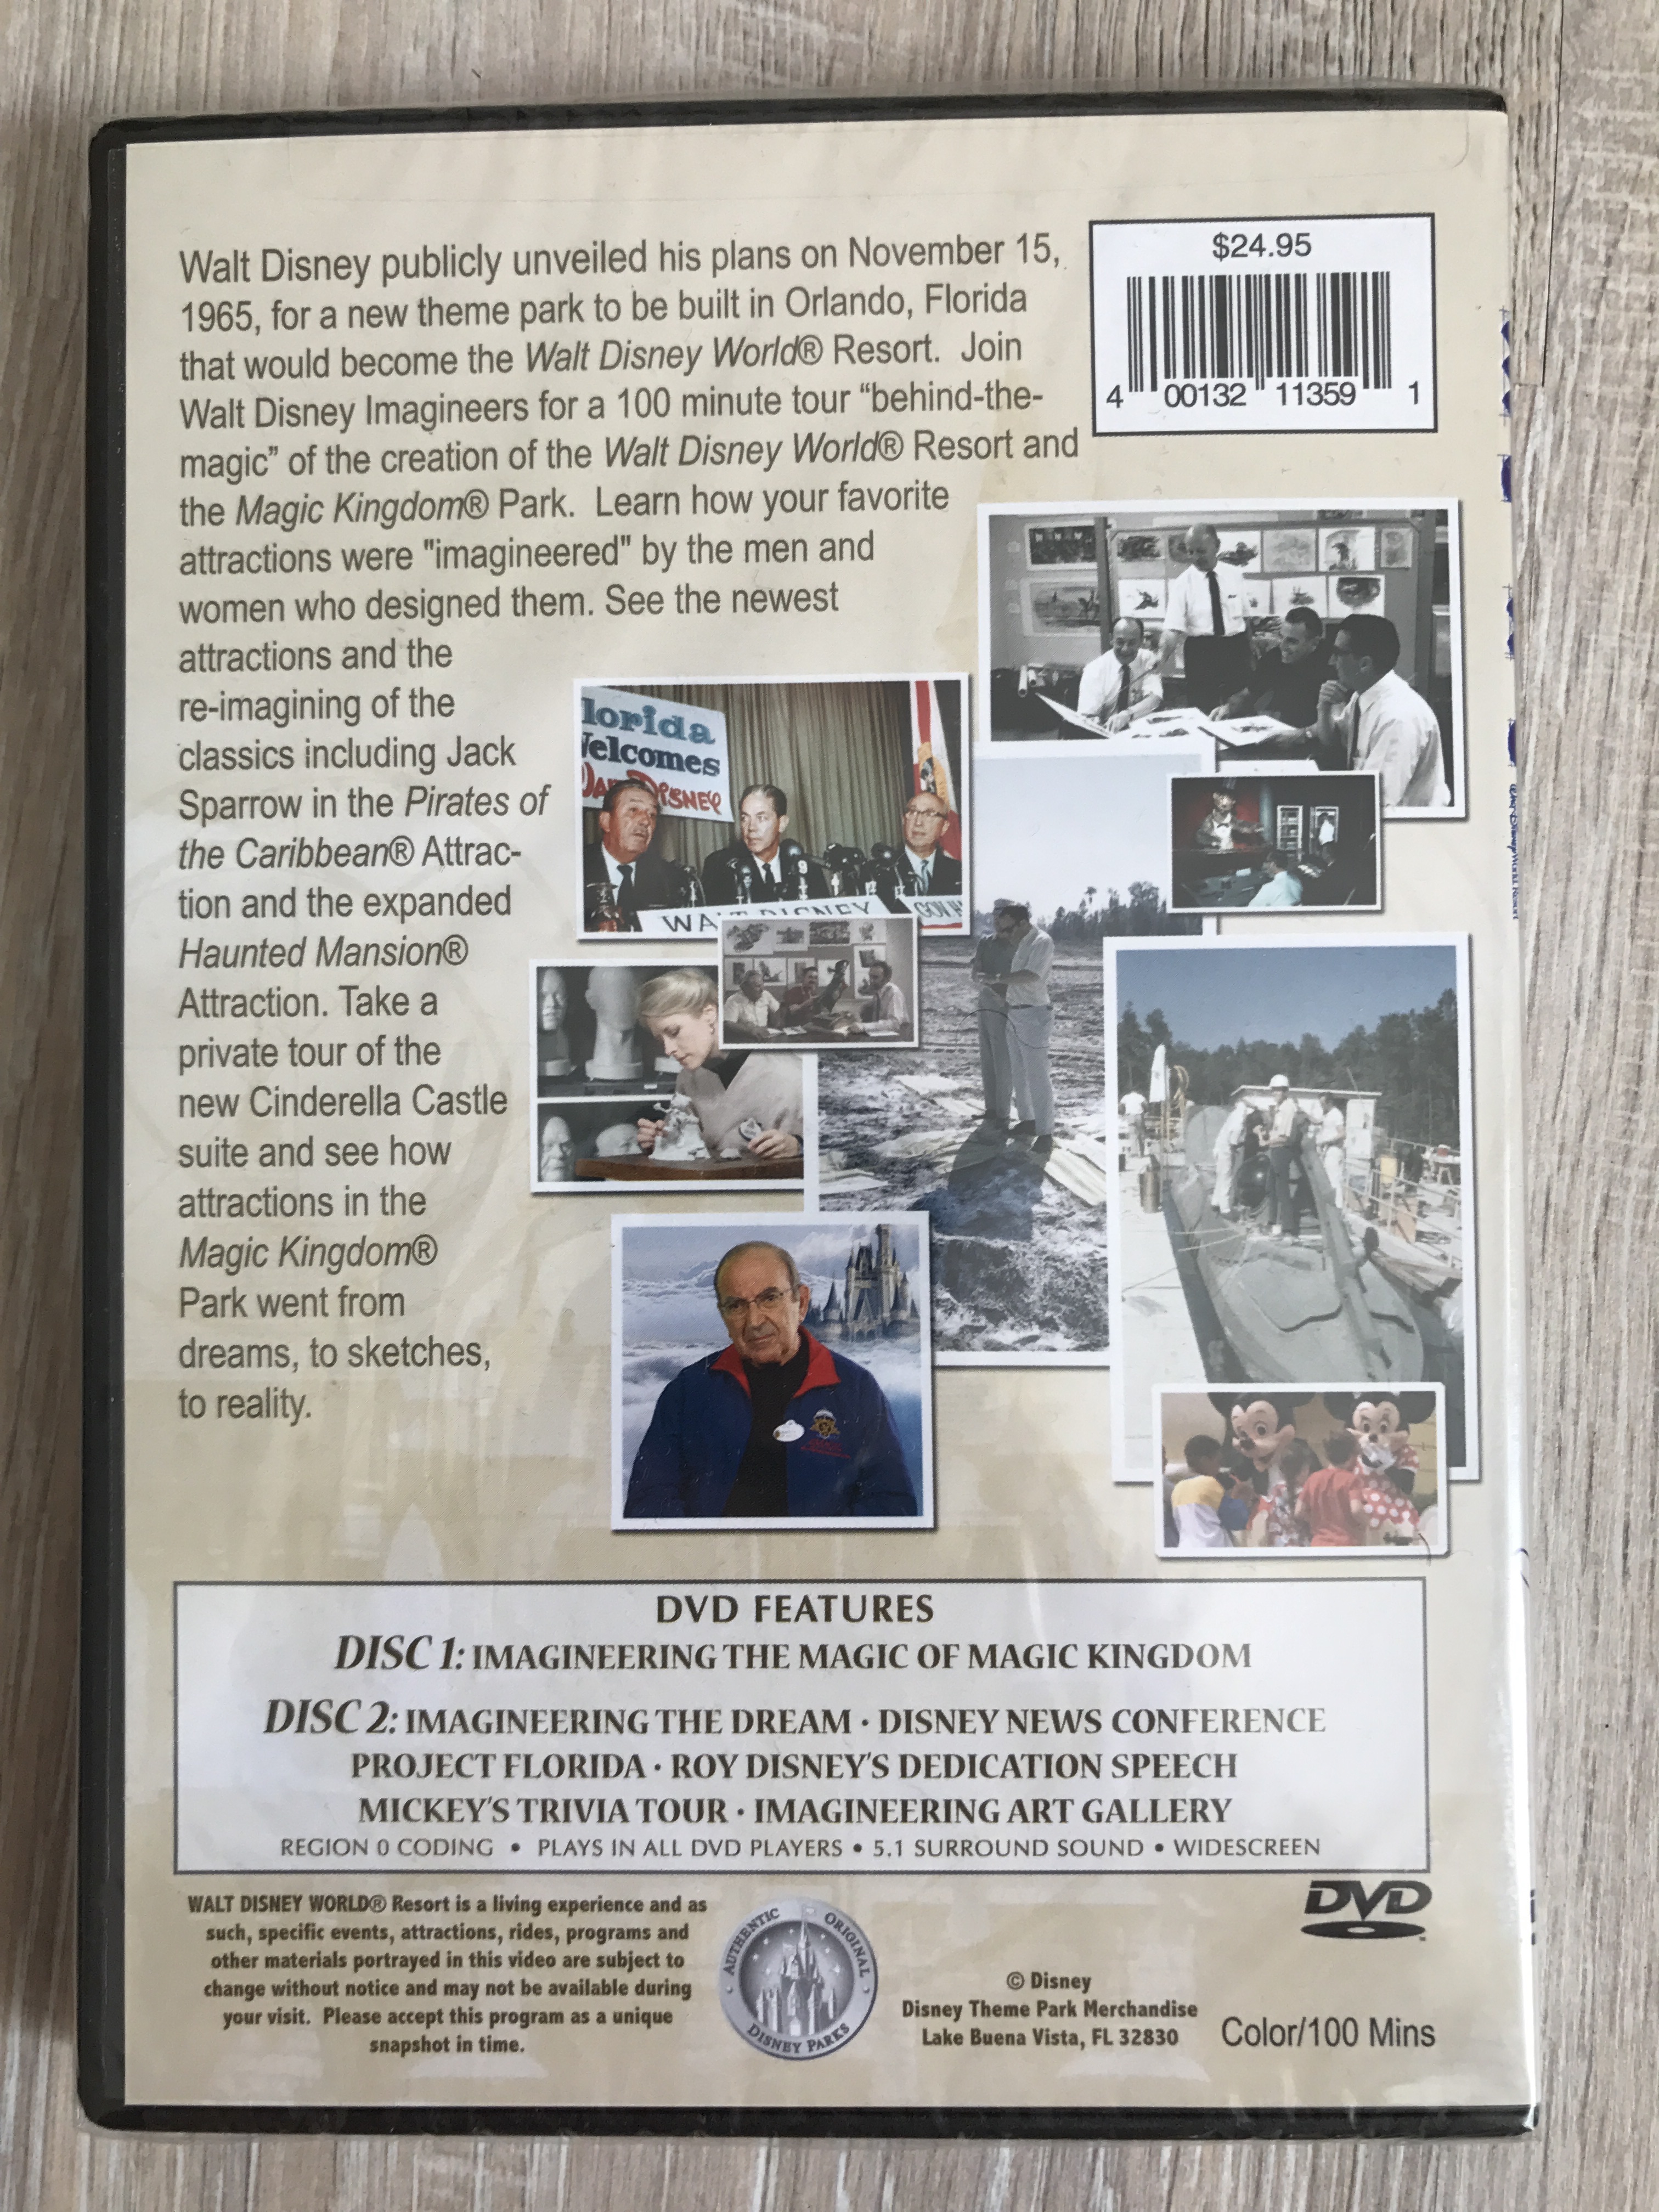 Walt Disney publicly unveiled his plans on November 15,
1965, for a new theme park to be built in Orlando, Florida
that would become the Walt Disney World® Resort. Join
Walt Disney Imagineers for a 100 minute tour “behind-the-
magic” of the creation of the Walt Disney World® Resort and
the Magic Kingdom® Park. Learn how your favorite
attractions were "imagineered" by the men and
women who designed them. See the newest
attractions and the
re-imagining of the
classics including Jack
Sparrow in the Pirates of
the Caribbean® Attrac-
tion and the expanded
Haunted Mansion®
Attraction. Take a
private tour of the
new Cinderella Castle
suite and see how
attractions in the
Magic Kingdom®
Park went from
dreams, to sketches,
to reality.
$24.95
4 00132 11359 1
lorida
Welcomes
WALT DISNEY
WALT DISNEY
GOV H
9
DVD FEATURES
DISC 1: IMAGINEERING THE MAGIC OF MAGIC KINGDOM
DISC 2: IMAGINEERING THE DREAM · DISNEY NEWS CONFERENCE
PROJECT FLORIDA · ROY DISNEY'S DEDICATION SPEECH
MICKEY'S TRIVIA TOUR · IMAGINEERING ART GALLERY
REGION 0 CODING • PLAYS IN ALL DVD PLAYERS • 5.1 SURROUND SOUND • WIDESCREEN
WALT DISNEY WORLD® Resort is a living experience and as
such, specific events, attractions, rides, programs and
other materials portrayed in this video are subject to
change without notice and may not be available during
your visit. Please accept this program as a unique
snapshot in time.
AUTHENTIC ORIGINAL
DISNEY PARKS
© Disney
Disney Theme Park Merchandise
Lake Buena Vista, FL 32830
DVD
Color/100 Mins